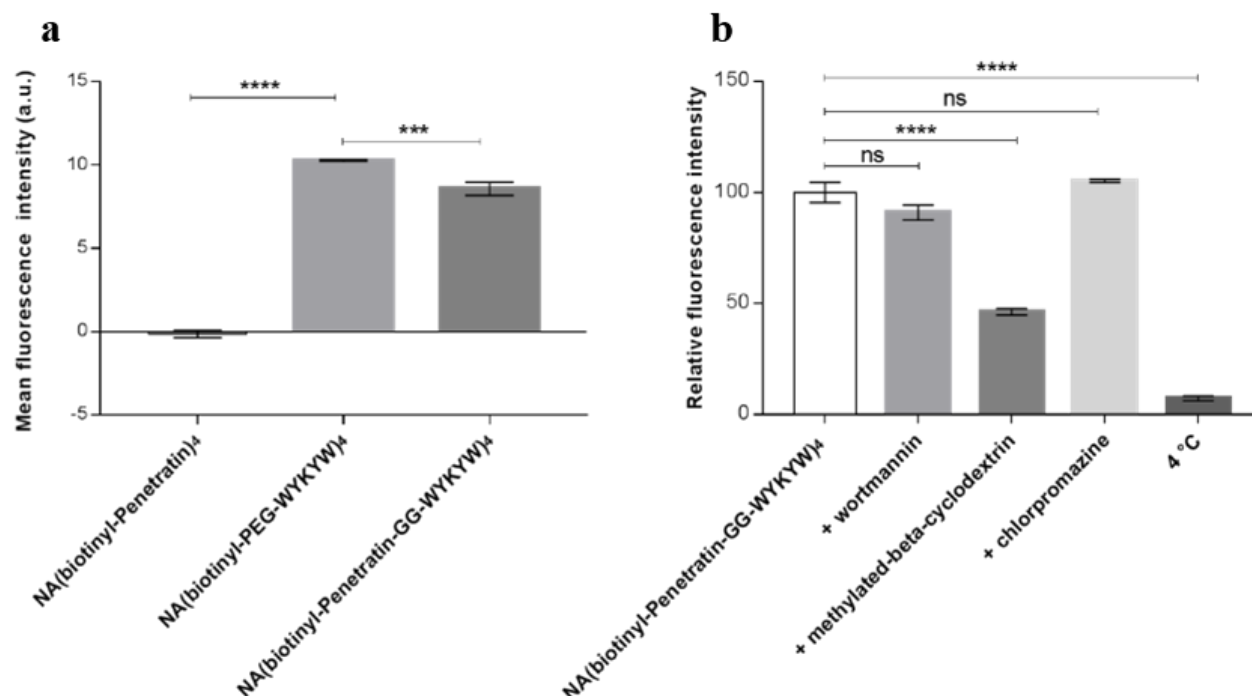 a
Mean fluorescence intensity (a.u.)
15
10
5
0
-5
****
***
NA(biotinyl-Penetratin)4
NA(biotinyl-PEG-WYKYW)4
NA(biotinyl-Penetratin-GG-WYKYW)4
b
Relative fluorescence intensity
150
100
50
0
****
ns
****
ns
NA(biotinyl-Penetratin-GG-WYKYW)4
+ wortmannin
+ methylated-beta-cyclodextrin
+ chlorpromazine
4 °C